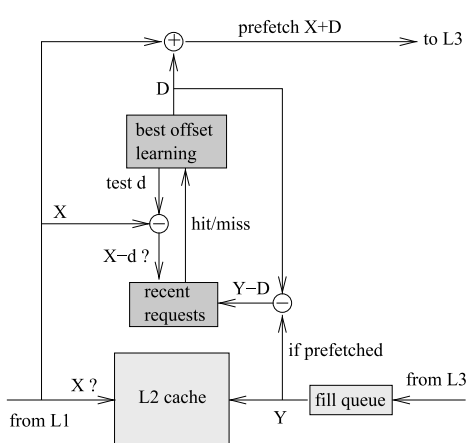 prefetch X+D
to L3
+
D
best offset
learning
test d
X
−
hit/miss
X−d ?
recent
requests
Y−D
−
if prefetched
X ?
L2 cache
from L3
fill queue
from L1
Y